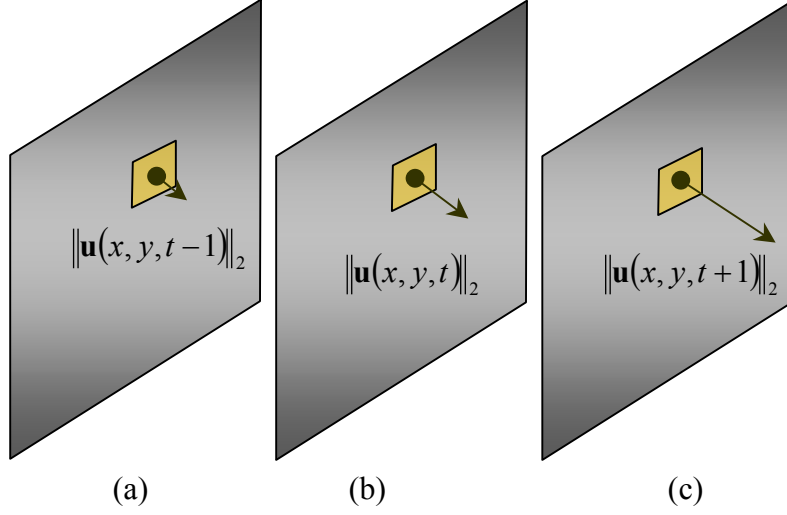 ‖u(x, y, t − 1)‖₂
‖u(x, y, t)‖₂
‖u(x, y, t + 1)‖₂
(a)
(b)
(c)